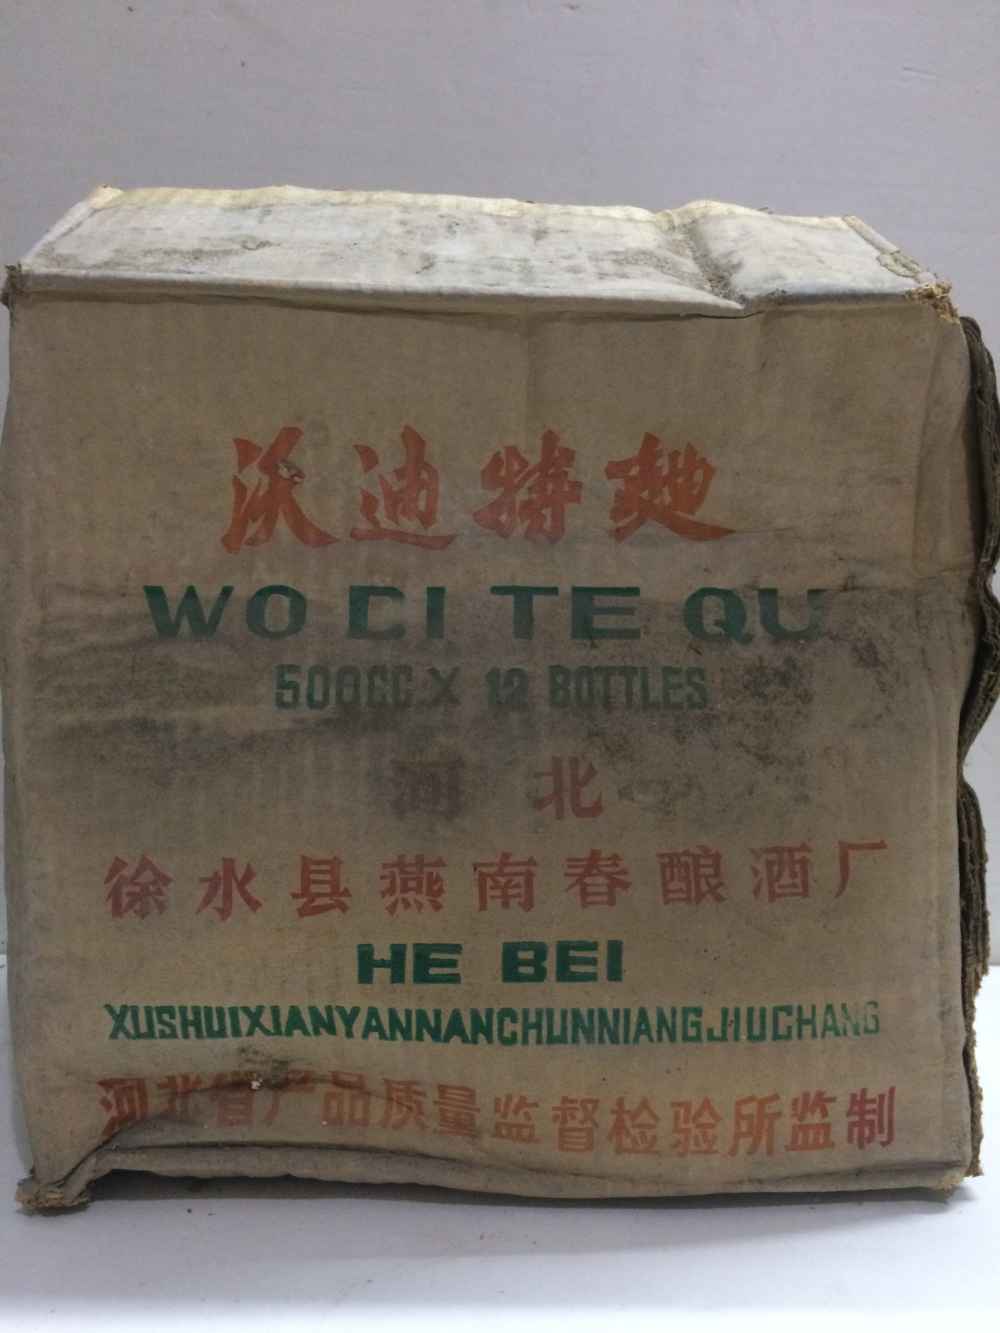 沃迪特麯
WO DI TE QU
500CC X 12 BOTTLES
河 北
徐水县燕南春酿酒厂
HE BEI
XUSHUIXIANYANNANCHUNNIANGJIUCHANG
河北省产品质量监督检验所监制